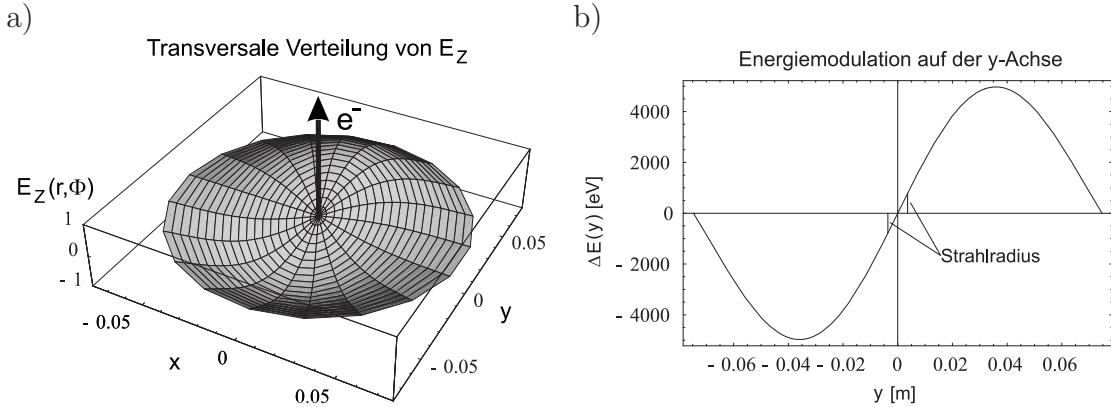 a)
Transversale Verteilung von E_Z
e⁻
E_Z(r,Φ)
1
0
- 1
- 0.05
0
0.05
x
- 0.05
0
0.05
y
b)
Energiemodulation auf der y-Achse
4000
2000
0
- 2000
- 4000
ΔE(y) [eV]
Strahlradius
- 0.06 - 0.04 - 0.02 0 0.02 0.04 0.06
y [m]